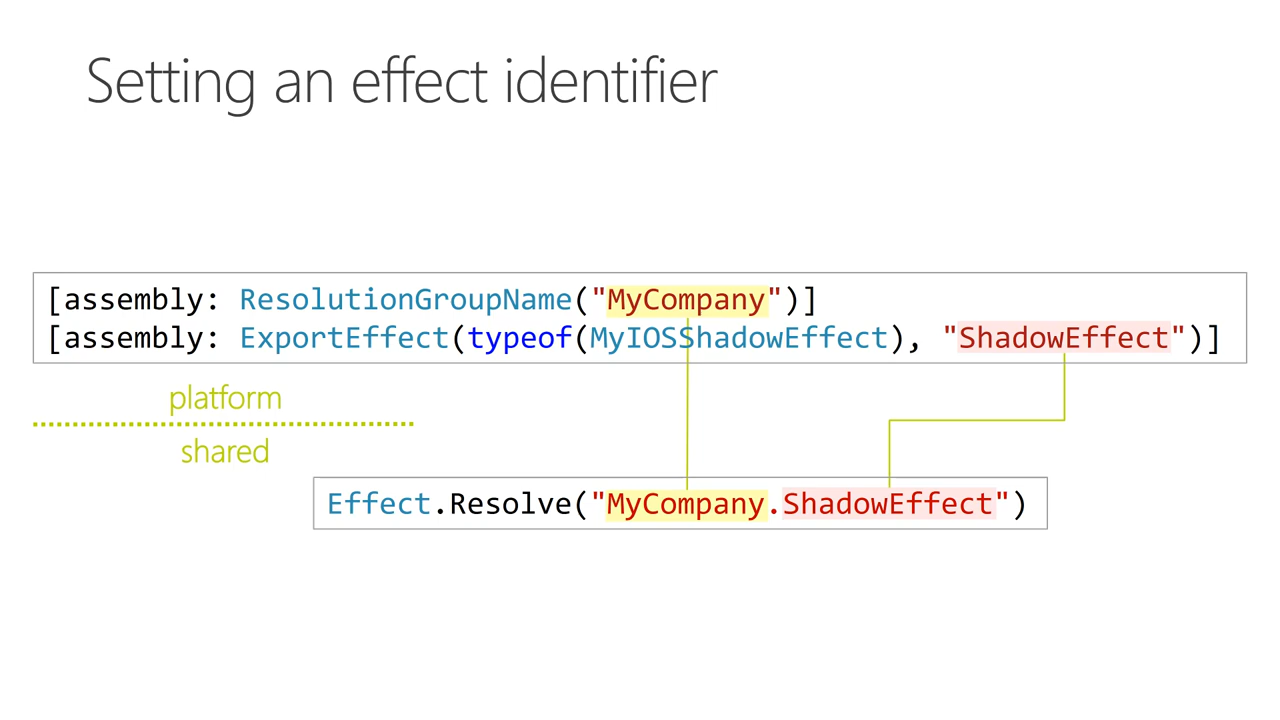 Setting an effect identifier
[assembly: ResolutionGroupName("MyCompany")]
[assembly: ExportEffect(typeof(MyIOSShadowEffect), "ShadowEffect")]
platform
shared
Effect.Resolve("MyCompany.ShadowEffect")